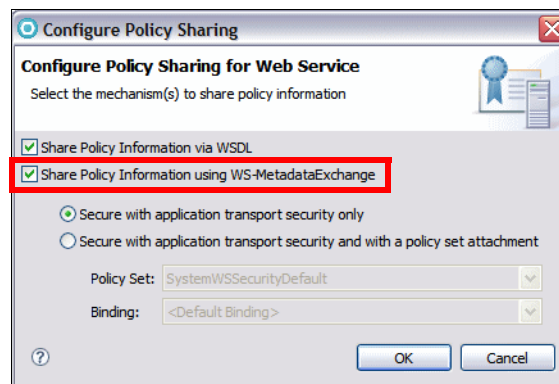 Configure Policy Sharing
Configure Policy Sharing for Web Service
Select the mechanism(s) to share policy information
Share Policy Information via WSDL
Share Policy Information using WS-MetadataExchange
Secure with application transport security only
Secure with application transport security and with a policy set attachment
Policy Set: SystemWSSecurityDefault
Binding: <Default Binding>
? OK Cancel